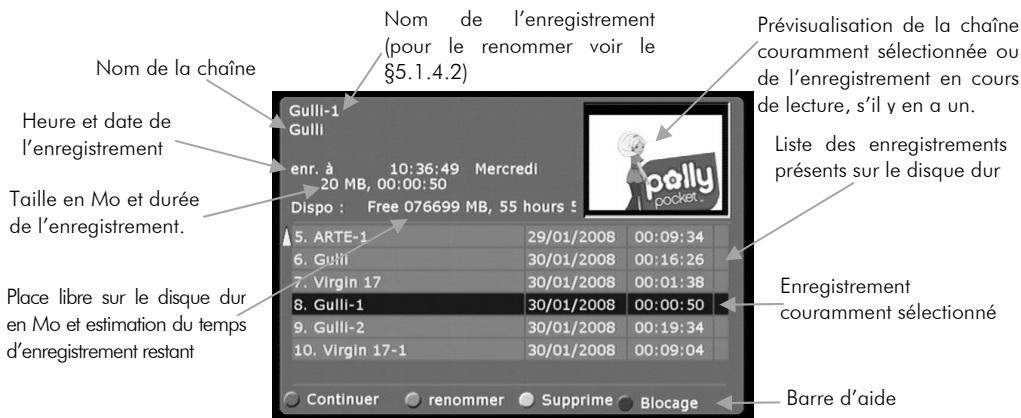 Nom de l'enregistrement
(pour le renommer voir le
§5.1.4.2)
Prévisualisation de la chaîne
couramment sélectionnée ou
de l'enregistrement en cours
de lecture, s'il y en a un.
Nom de la chaîne
Heure et date de
l'enregistrement
Taille en Mo et durée
de l'enregistrement.
Place libre sur le disque dur
en Mo et estimation du temps
d'enregistrement restant
Liste des enregistrements
présents sur le disque dur
Enregistrement
couramment sélectionné
Barre d'aide
Gulli-1
Gulli
enr. à 10:36:49 Mercredi
20 MB, 00:00:50
Dispo : Free 076699 MB, 55 hours
polly
pocket
5. ARTE-1 29/01/2008 00:09:34
6. Gulli 30/01/2008 00:16:26
7. Virgin 17 30/01/2008 00:01:38
8. Gulli-1 30/01/2008 00:00:50
9. Gulli-2 30/01/2008 00:19:34
10. Virgin 17-1 30/01/2008 00:09:04
Continuer renommer Supprime Blocage